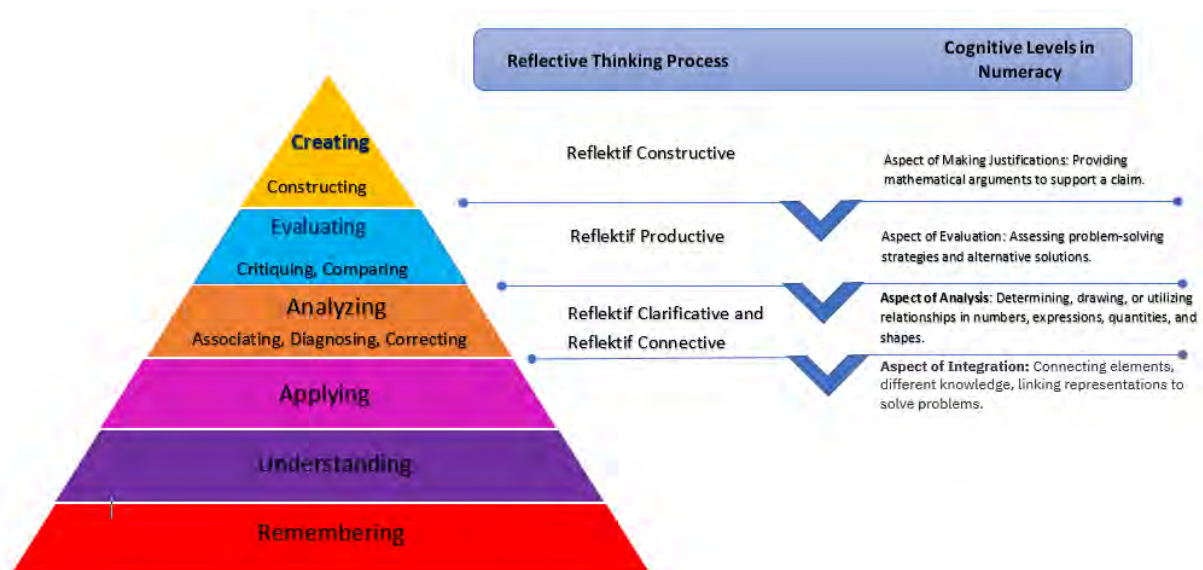 Reflective Thinking Process
Cognitive Levels in
Numeracy
Creating
Constructing
Reflektif Constructive
Aspect of Making Justifications: Providing
mathematical arguments to support a claim.
Evaluating
Critiquing, Comparing
Reflektif Productive
Aspect of Evaluation: Assessing problem-solving
strategies and alternative solutions.
Analyzing
Associating, Diagnosing, Correcting
Reflektif Clarificative and
Reflektif Connective
Aspect of Analysis: Determining, drawing, or utilizing
relationships in numbers, expressions, quantities, and
shapes.
Aspect of Integration: Connecting elements,
different knowledge, linking representations to
solve problems.
Applying
Understanding
Remembering